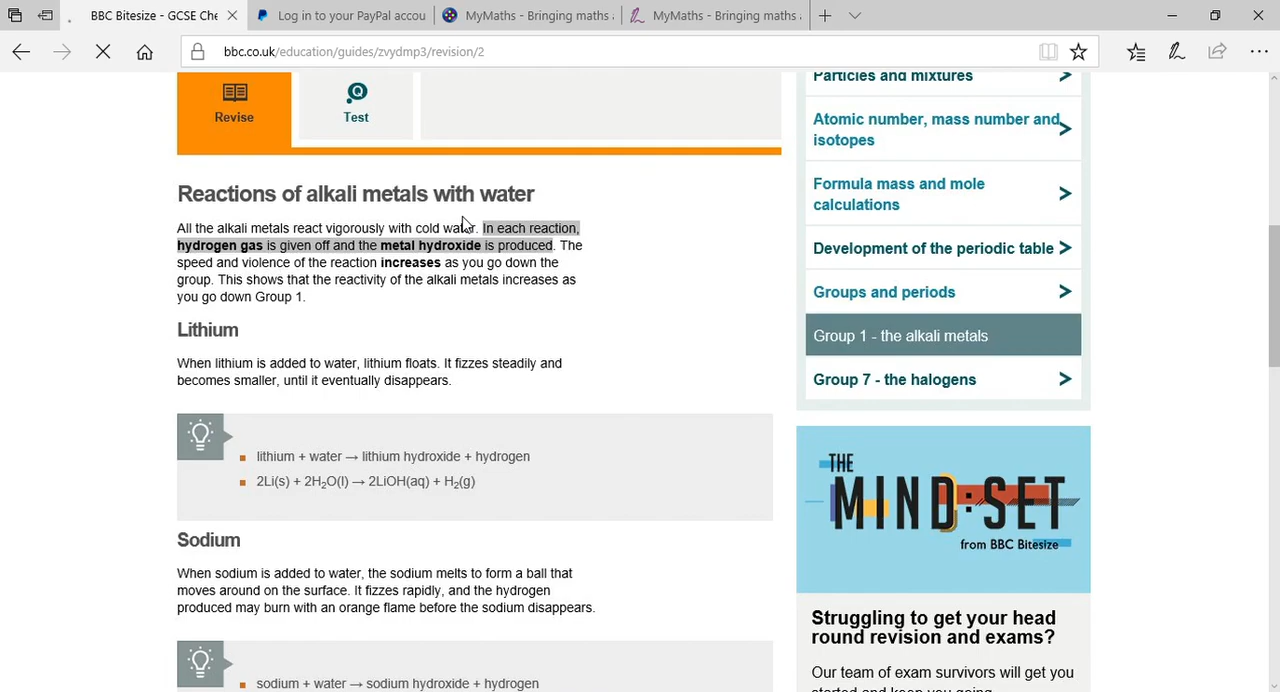 BBC Bitesize - GCSE Che
Log in to your PayPal accou
MyMaths - Bringing maths a
MyMaths - Bringing maths a
bbc.co.uk/education/guides/zvydmp3/revision/2
Revise
Test
Reactions of alkali metals with water
All the alkali metals react vigorously with cold water. In each reaction,
hydrogen gas is given off and the metal hydroxide is produced. The
speed and violence of the reaction increases as you go down the
group. This shows that the reactivity of the alkali metals increases as
you go down Group 1.
Lithium
When lithium is added to water, lithium floats. It fizzes steadily and
becomes smaller, until it eventually disappears.
lithium + water → lithium hydroxide + hydrogen
2Li(s) + 2H₂O(l) → 2LiOH(aq) + H₂(g)
Sodium
When sodium is added to water, the sodium melts to form a ball that
moves around on the surface. It fizzes rapidly, and the hydrogen
produced may burn with an orange flame before the sodium disappears.
sodium + water → sodium hydroxide + hydrogen
Particles and mixtures
Atomic number, mass number and
isotopes
Formula mass and mole
calculations
Development of the periodic table
Groups and periods
Group 1 - the alkali metals
Group 7 - the halogens
THE
MIND:SET
from BBC Bitesize
Struggling to get your head
round revision and exams?
Our team of exam survivors will get you
started and keep you going